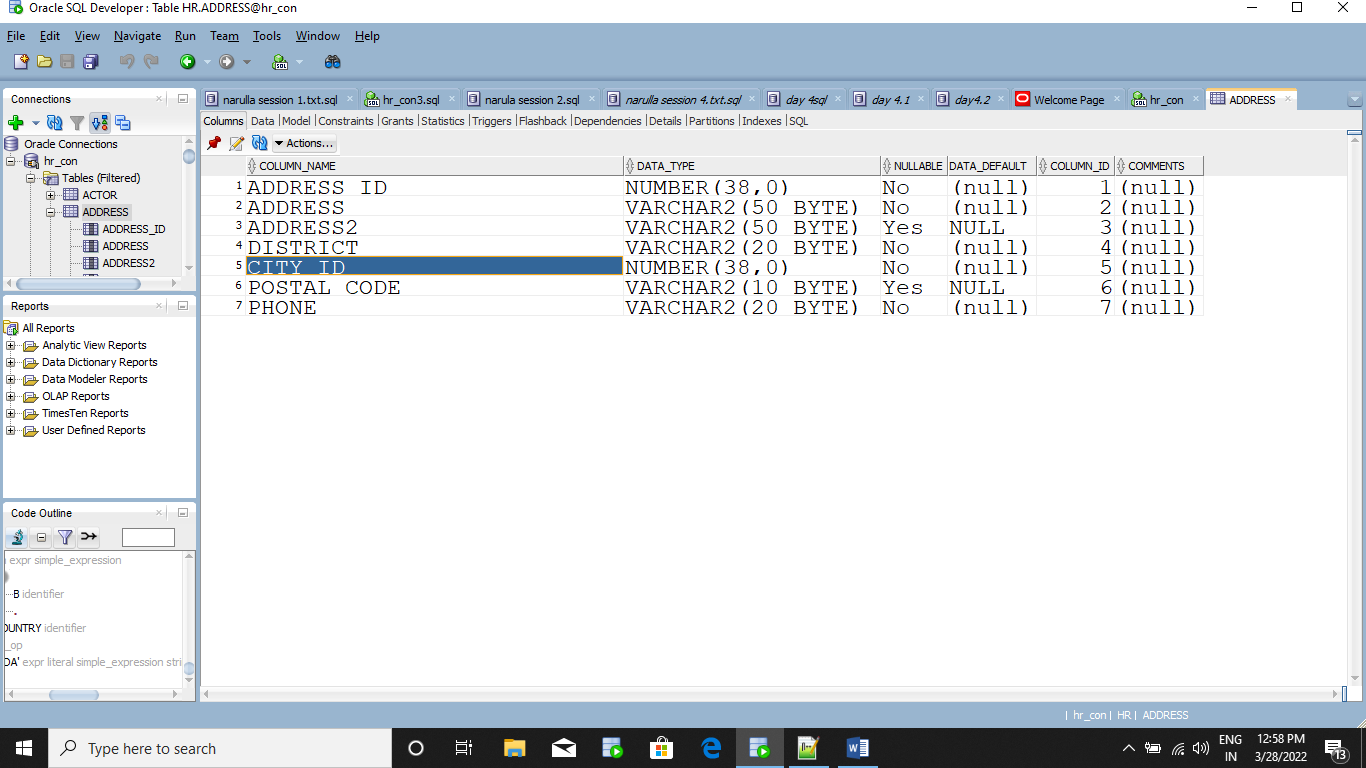 Oracle SQL Developer : Table HR.ADDRESS@hr_con
File Edit View Navigate Run Team Tools Window Help
Connections
narulla session 1.txt.sql hr_con3.sql narula session 2.sql narulla session 4.txt.sql day 4sql day 4.1 day4.2 Welcome Page hr_con ADDRESS
Columns Data Model Constraints Grants Statistics Triggers Flashback Dependencies Details Partitions Indexes SQL
Actions...
Oracle Connections
hr_con
Tables (Filtered)
ACTOR
ADDRESS
ADDRESS_ID
ADDRESS
ADDRESS2
COLUMN_NAME DATA_TYPE NULLABLE DATA_DEFAULT COLUMN_ID COMMENTS
1 ADDRESS ID NUMBER(38,0) No (null) 1 (null)
2 ADDRESS VARCHAR2(50 BYTE) No (null) 2 (null)
3 ADDRESS2 VARCHAR2(50 BYTE) Yes NULL 3 (null)
4 DISTRICT VARCHAR2(20 BYTE) No (null) 4 (null)
5 CITY ID NUMBER(38,0) No (null) 5 (null)
6 POSTAL CODE VARCHAR2(10 BYTE) Yes NULL 6 (null)
7 PHONE VARCHAR2(20 BYTE) No (null) 7 (null)
Reports
All Reports
Analytic View Reports
Data Dictionary Reports
Data Modeler Reports
OLAP Reports
TimesTen Reports
User Defined Reports
Code Outline
expr simple_expression
B identifier
.
OUNTRY identifier
_op
DA' expr literal simple_expression stri
hr_con | HR | ADDRESS
Type here to search
ENG
IN
12:58 PM
3/28/2022
13